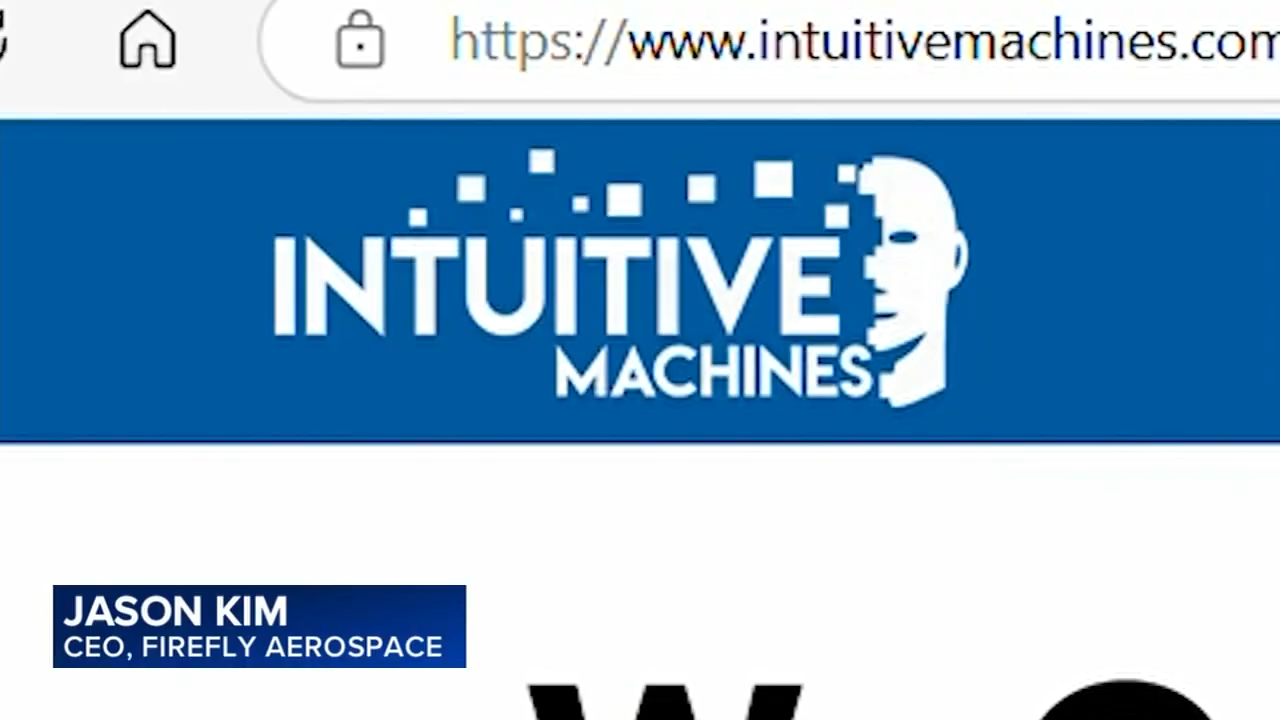 https://www.intuitivemachines.com
INTUITIVE
MACHINES
JASON KIM
CEO, FIREFLY AEROSPACE